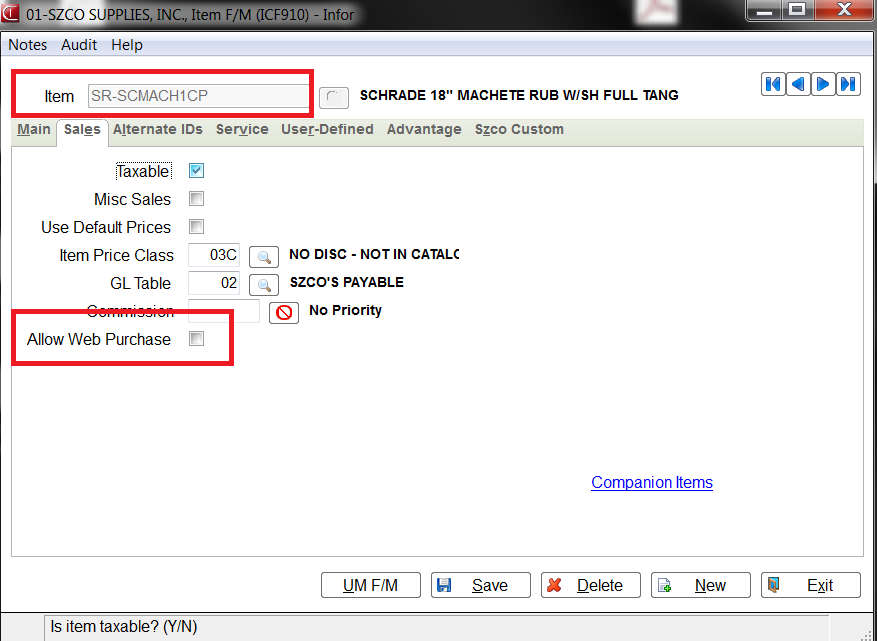 01-SZCO SUPPLIES, INC., Item F/M (ICF910) - Infor
Notes Audit Help
Item SR-SCMACH1CP SCHRADE 18" MACHETE RUB W/SH FULL TANG
Main Sales Alternate IDs Service User-Defined Advantage Szco Custom
Taxable
Misc Sales
Use Default Prices
Item Price Class 03C NO DISC - NOT IN CATALC
GL Table 02 SZCO'S PAYABLE
Commission No Priority
Allow Web Purchase
Companion Items
UM F/M Save Delete New Exit
Is item taxable? (Y/N)